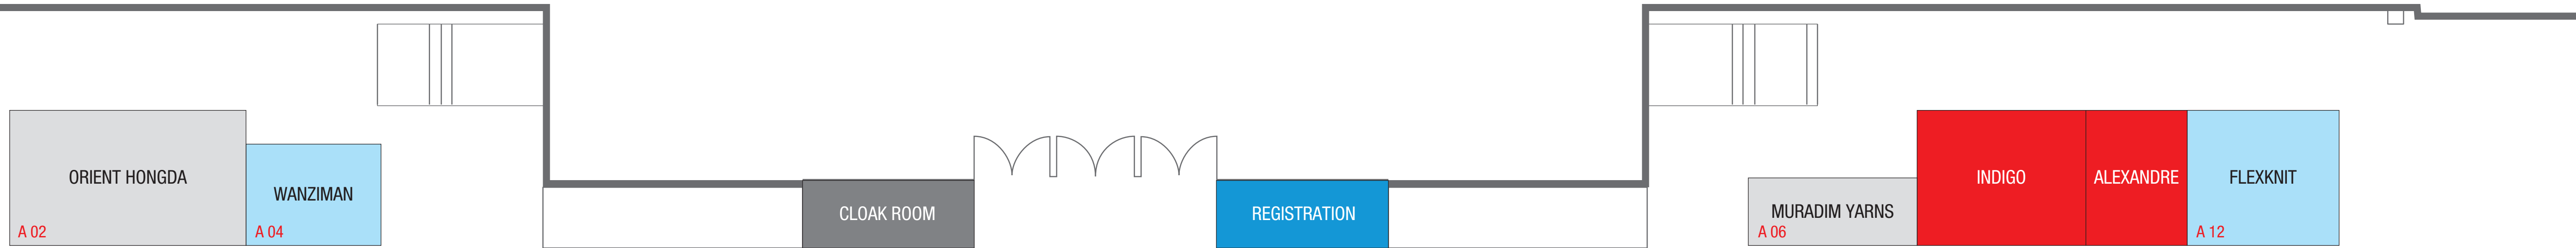 ORIENT HONGDA
A 02
WANZIMAN
A 04
CLOAK ROOM
REGISTRATION
MURADIM YARNS
A 06
INDIGO
ALEXANDRE
FLEXKNIT
A 12